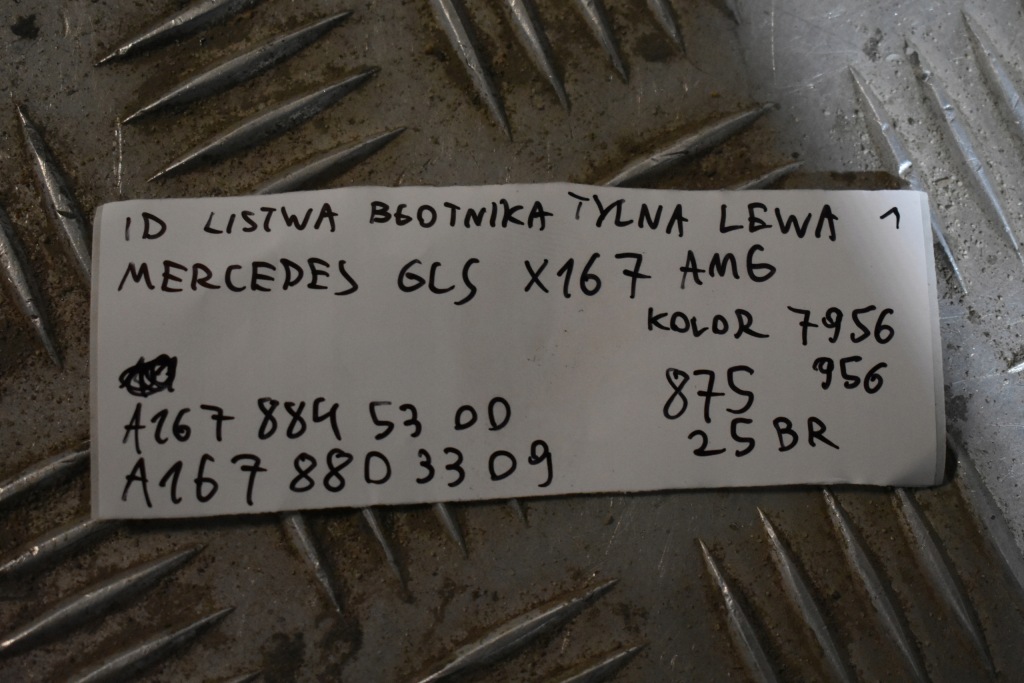 ID LISTWA BŁOTNIKA TYLNA LEWA 1
MERCEDES GLS X167 AMG
KOLOR 7956
956
875
25 BR
A167 884 53 00
A167 880 33 09